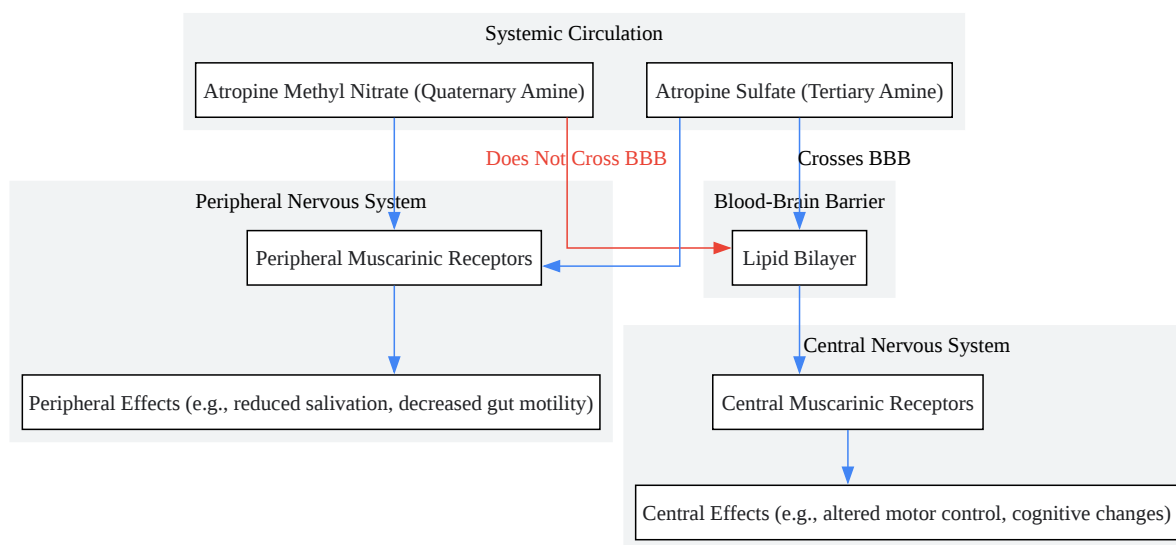 Systemic Circulation
Atropine Methyl Nitrate (Quaternary Amine)
Atropine Sulfate (Tertiary Amine)
Does Not Cross BBB
Crosses BBB
Peripheral Nervous System
Blood-Brain Barrier
Peripheral Muscarinic Receptors
Lipid Bilayer
Central Nervous System
Peripheral Effects (e.g., reduced salivation, decreased gut motility)
Central Muscarinic Receptors
Central Effects (e.g., altered motor control, cognitive changes)